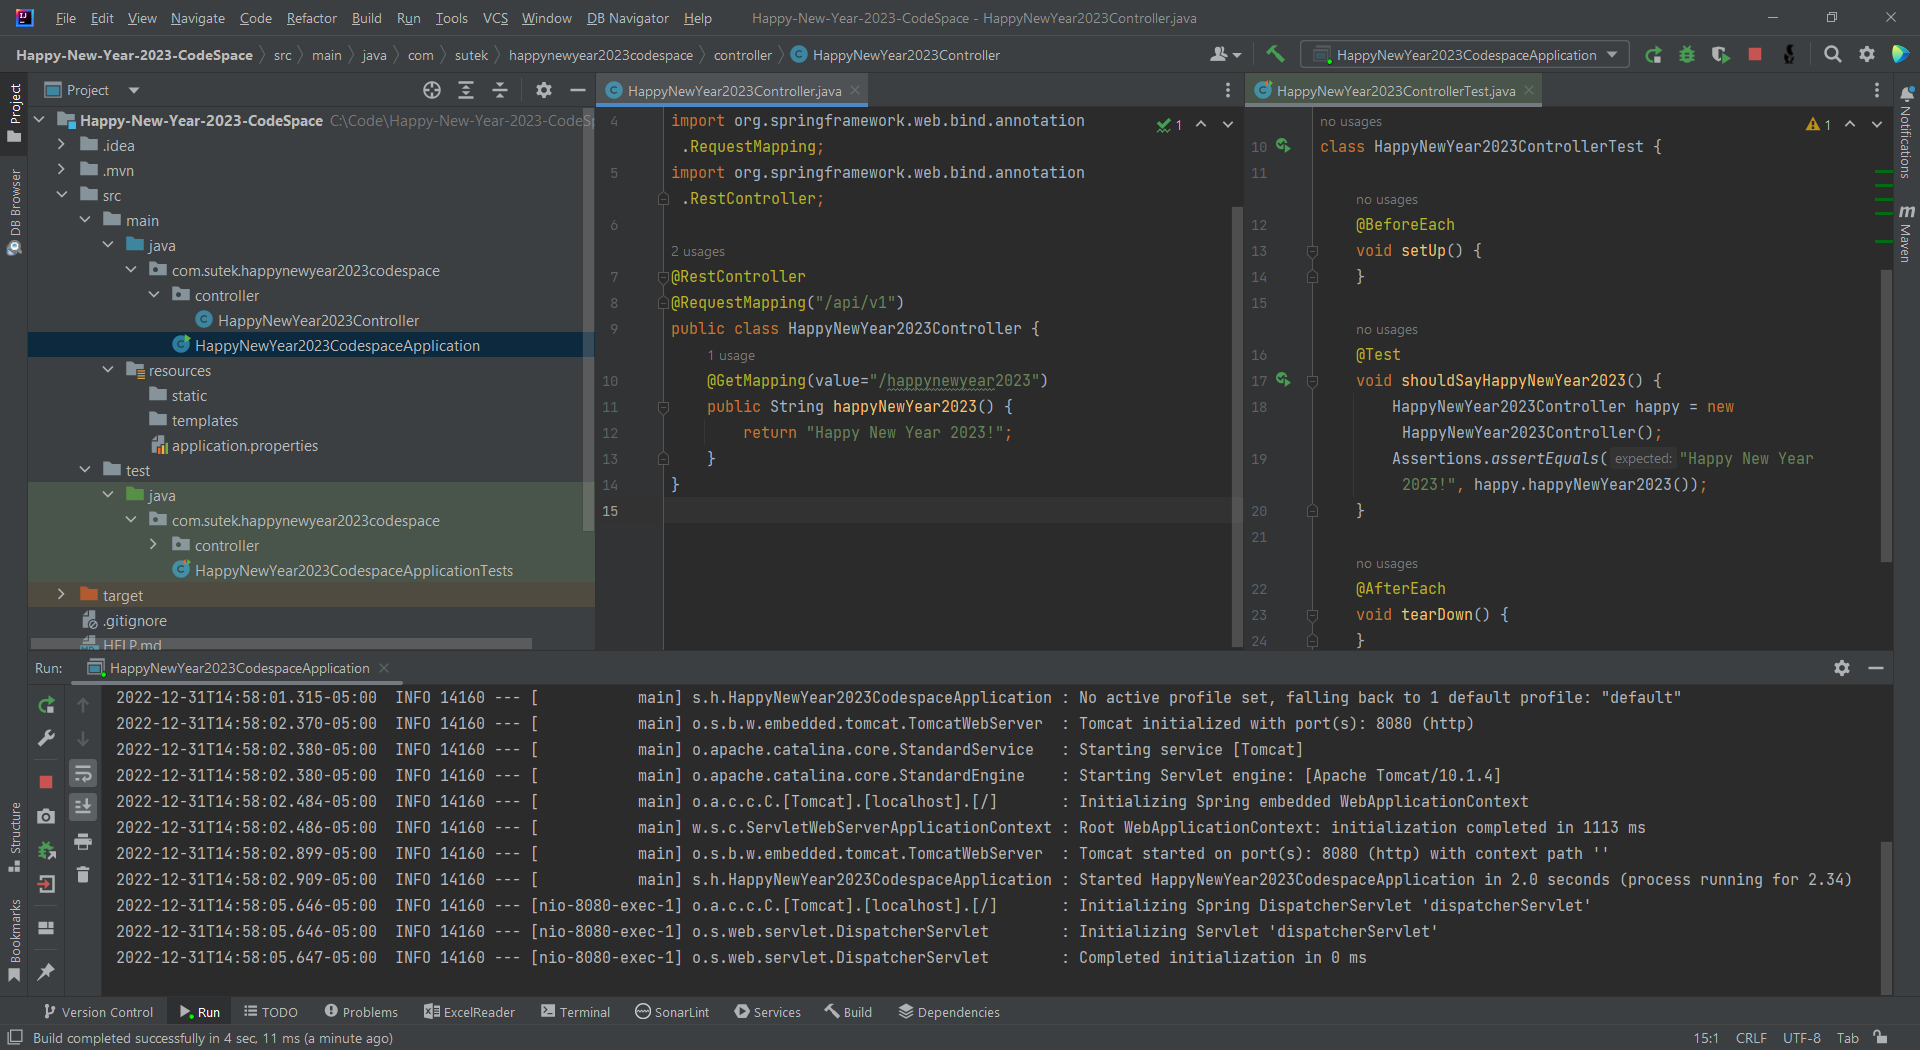 File Edit View Navigate Code Refactor Build Run Tools VCS Window DB Navigator Help Happy-New-Year-2023-CodeSpace - HappyNewYear2023Controller.java
Happy-New-Year-2023-CodeSpace src main java com sutek happynewyear2023codespace controller HappyNewYear2023Controller HappyNewYear2023CodespaceApplication
Project
DB Browser
Structure
Bookmarks
Project
Happy-New-Year-2023-CodeSpace C:\Code\Happy-New-Year-2023-CodeSp
.idea
.mvn
src
main
java
com.sutek.happynewyear2023codespace
controller
HappyNewYear2023Controller
HappyNewYear2023CodespaceApplication
resources
static
templates
application.properties
test
java
com.sutek.happynewyear2023codespace
controller
HappyNewYear2023CodespaceApplicationTests
target
.gitignore
HELP.md
HappyNewYear2023Controller.java
1
4 import org.springframework.web.bind.annotation
.RequestMapping;
5 import org.springframework.web.bind.annotation
.RestController;
6
2 usages
7 @RestController
8 @RequestMapping("/api/v1")
9 public class HappyNewYear2023Controller {
1 usage
10 @GetMapping(value="/happynewyear2023")
11 public String happyNewYear2023() {
12 return "Happy New Year 2023!";
13 }
14 }
15
HappyNewYear2023ControllerTest.java
no usages
1
10 class HappyNewYear2023ControllerTest {
11
no usages
12 @BeforeEach
13 void setUp() {
14 }
15
no usages
16 @Test
17 void shouldSayHappyNewYear2023() {
18 HappyNewYear2023Controller happy = new
HappyNewYear2023Controller();
19 Assertions.assertEquals( expected: "Happy New Year
2023!", happy.happyNewYear2023());
20 }
21
no usages
22 @AfterEach
23 void tearDown() {
24 }
Notifications
m Maven
Run: HappyNewYear2023CodespaceApplication
2022-12-31T14:58:01.315-05:00 INFO 14160 --- [ main] s.h.HappyNewYear2023CodespaceApplication : No active profile set, falling back to 1 default profile: "default"
2022-12-31T14:58:02.370-05:00 INFO 14160 --- [ main] o.s.b.w.embedded.tomcat.TomcatWebServer : Tomcat initialized with port(s): 8080 (http)
2022-12-31T14:58:02.380-05:00 INFO 14160 --- [ main] o.apache.catalina.core.StandardService : Starting service [Tomcat]
2022-12-31T14:58:02.380-05:00 INFO 14160 --- [ main] o.apache.catalina.core.StandardEngine : Starting Servlet engine: [Apache Tomcat/10.1.4]
2022-12-31T14:58:02.484-05:00 INFO 14160 --- [ main] o.a.c.c.C.[Tomcat].[localhost].[/] : Initializing Spring embedded WebApplicationContext
2022-12-31T14:58:02.486-05:00 INFO 14160 --- [ main] w.s.c.ServletWebServerApplicationContext : Root WebApplicationContext: initialization completed in 1113 ms
2022-12-31T14:58:02.899-05:00 INFO 14160 --- [ main] o.s.b.w.embedded.tomcat.TomcatWebServer : Tomcat started on port(s): 8080 (http) with context path ''
2022-12-31T14:58:02.909-05:00 INFO 14160 --- [ main] s.h.HappyNewYear2023CodespaceApplication : Started HappyNewYear2023CodespaceApplication in 2.0 seconds (process running for 2.34)
2022-12-31T14:58:05.646-05:00 INFO 14160 --- [nio-8080-exec-1] o.a.c.c.C.[Tomcat].[localhost].[/] : Initializing Spring DispatcherServlet 'dispatcherServlet'
2022-12-31T14:58:05.646-05:00 INFO 14160 --- [nio-8080-exec-1] o.s.web.servlet.DispatcherServlet : Initializing Servlet 'dispatcherServlet'
2022-12-31T14:58:05.647-05:00 INFO 14160 --- [nio-8080-exec-1] o.s.web.servlet.DispatcherServlet : Completed initialization in 0 ms
Version Control Run TODO Problems ExcelReader Terminal SonarLint Services Build Dependencies
Build completed successfully in 4 sec, 11 ms (a minute ago) 15:1 CRLF UTF-8 Tab